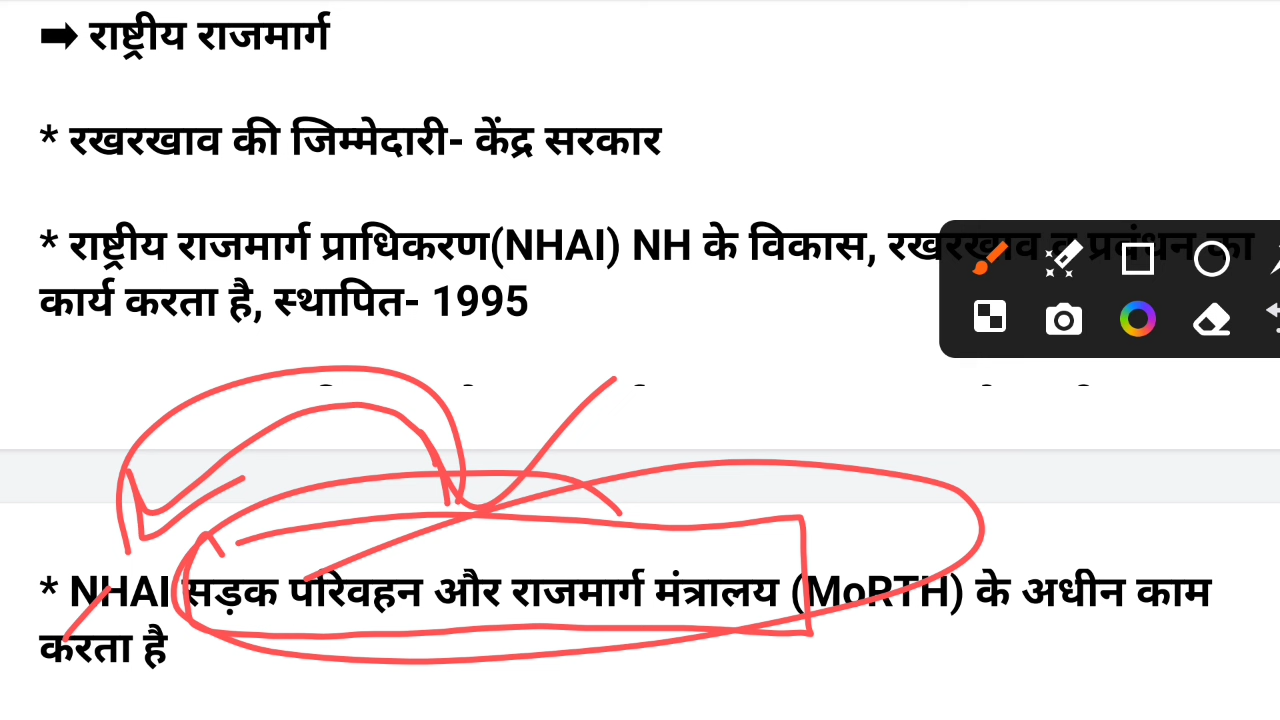 ➡ राष्ट्रीय राजमार्ग
* रखरखाव की जिम्मेदारी- केंद्र सरकार
* राष्ट्रीय राजमार्ग प्राधिकरण(NHAI) NH के विकास, रखरखाव व प्रबंधन का
कार्य करता है, स्थापित- 1995
* NHAI सड़क परिवहन और राजमार्ग मंत्रालय (MoRTH) के अधीन काम
करता है